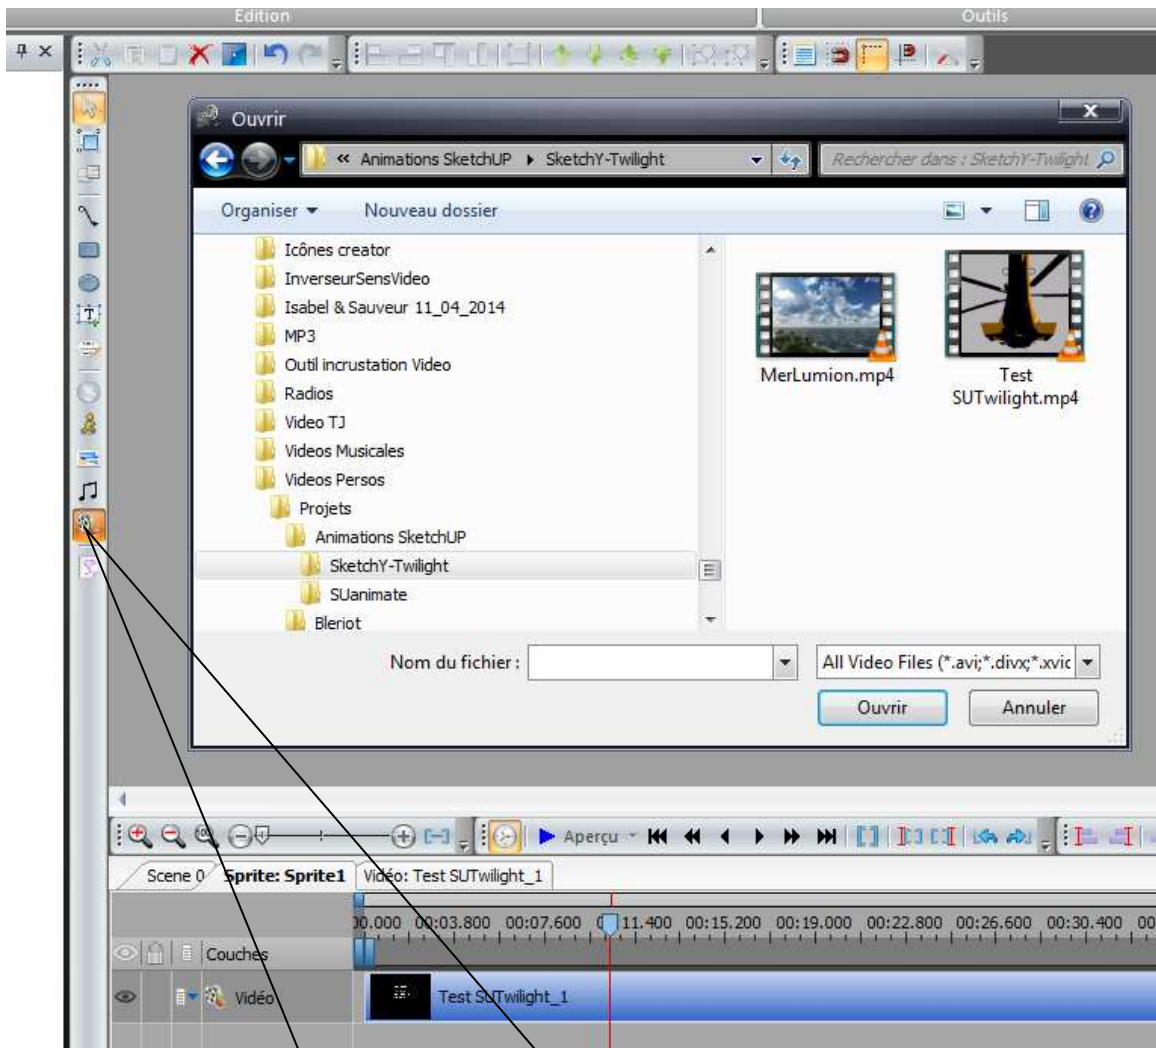 Edition Outils
Ouvrir
« Animations SketchUP SketchY-Twilight Rechercher dans : SketchY-Twilight
Organiser Nouveau dossier
Icônes creator
InverseurSensVideo
Isabel & Sauveur 11_04_2014
MP3
Outil incrustation Video
Radios
Video TJ
Videos Musicales
Videos Persos
Projets
Animations SketchUP
SketchY-Twilight
SUanimate
Bleriot
MerLumion.mp4
Test
SUTwilight.mp4
Nom du fichier : All Video Files (*.avi;*.divx;*.xvic
Ouvrir Annuler
Aperçu
Scene 0 Sprite: Sprite1 Vidéo: Test SUTwilight_1
00.000 00:03.800 00:07.600 11.400 00:15.200 00:19.000 00:22.800 00:26.600 00:30.400 00
Couches
Vidéo Test SUTwilight_1